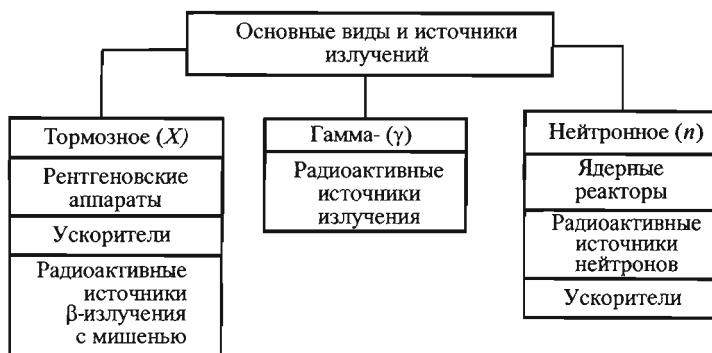 Основные виды и источники
излучений
Тормозное (X)
Рентгеновские
аппараты
Ускорители
Радиоактивные
источники
β-излучения
с мишенью
Гамма- (γ)
Радиоактивные
источники
излучения
Нейтронное (n)
Ядерные
реакторы
Радиоактивные
источники
нейтронов
Ускорители